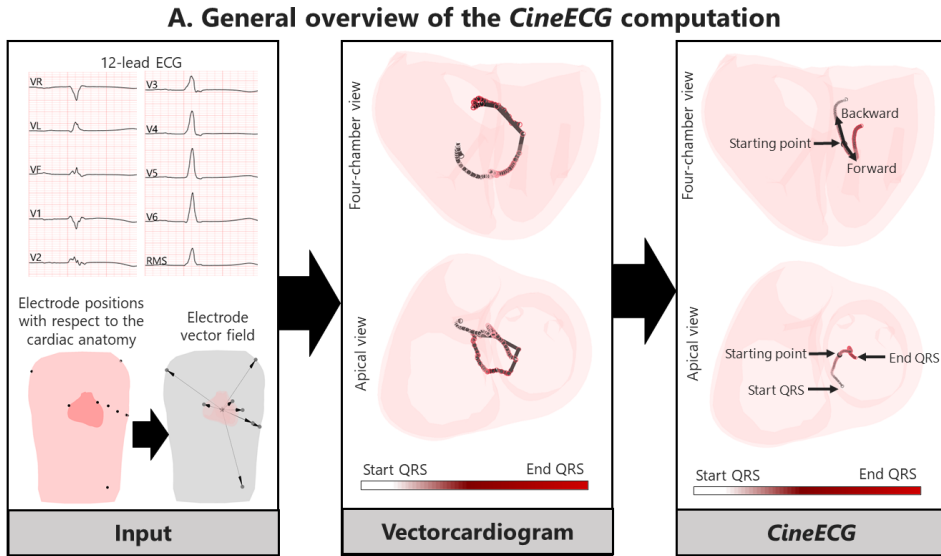 A. General overview of the CineECG computation
12-lead ECG
VR
VL
VF
V1
V2
V3
V4
V5
V6
RMS
Electrode positions
with respect to the
cardiac anatomy
Electrode
vector field
Input
Four-chamber view
Apical view
Start QRS
End QRS
Vectorcardiogram
Four-chamber view
Backward
Starting point
Forward
Apical view
Starting point
End QRS
Start QRS
Start QRS
End QRS
CineECG